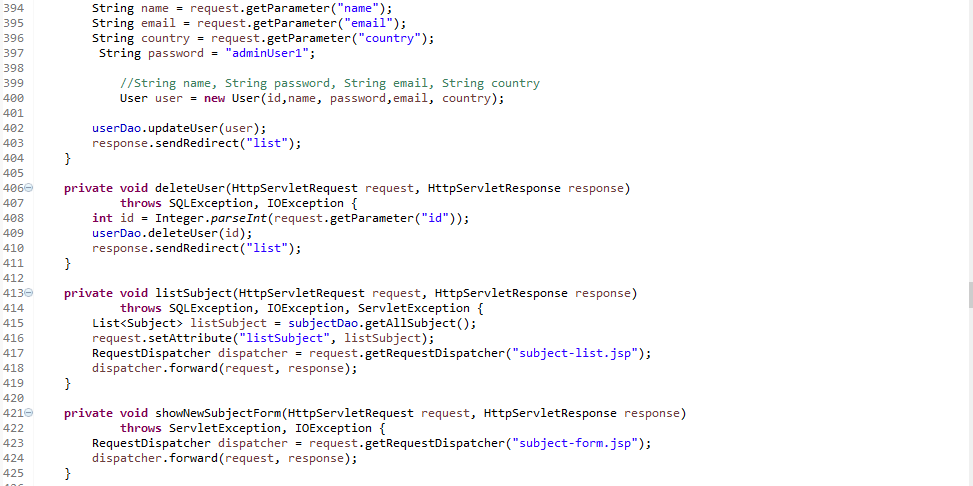 394 String name = request.getParameter("name");
395 String email = request.getParameter("email");
396 String country = request.getParameter("country");
397 String password = "adminUser1";
398
399 //String name, String password, String email, String country
400 User user = new User(id,name, password,email, country);
401
402 userDao.updateUser(user);
403 response.sendRedirect("list");
404 }
405
406 private void deleteUser(HttpServletRequest request, HttpServletResponse response)
407 throws SQLException, IOException {
408 int id = Integer.parseInt(request.getParameter("id"));
409 userDao.deleteUser(id);
410 response.sendRedirect("list");
411 }
412
413 private void listSubject(HttpServletRequest request, HttpServletResponse response)
414 throws SQLException, IOException, ServletException {
415 List<Subject> listSubject = subjectDao.getAllSubject();
416 request.setAttribute("listSubject", listSubject);
417 RequestDispatcher dispatcher = request.getRequestDispatcher("subject-list.jsp");
418 dispatcher.forward(request, response);
419 }
420
421 private void showNewSubjectForm(HttpServletRequest request, HttpServletResponse response)
422 throws ServletException, IOException {
423 RequestDispatcher dispatcher = request.getRequestDispatcher("subject-form.jsp");
424 dispatcher.forward(request, response);
425 }